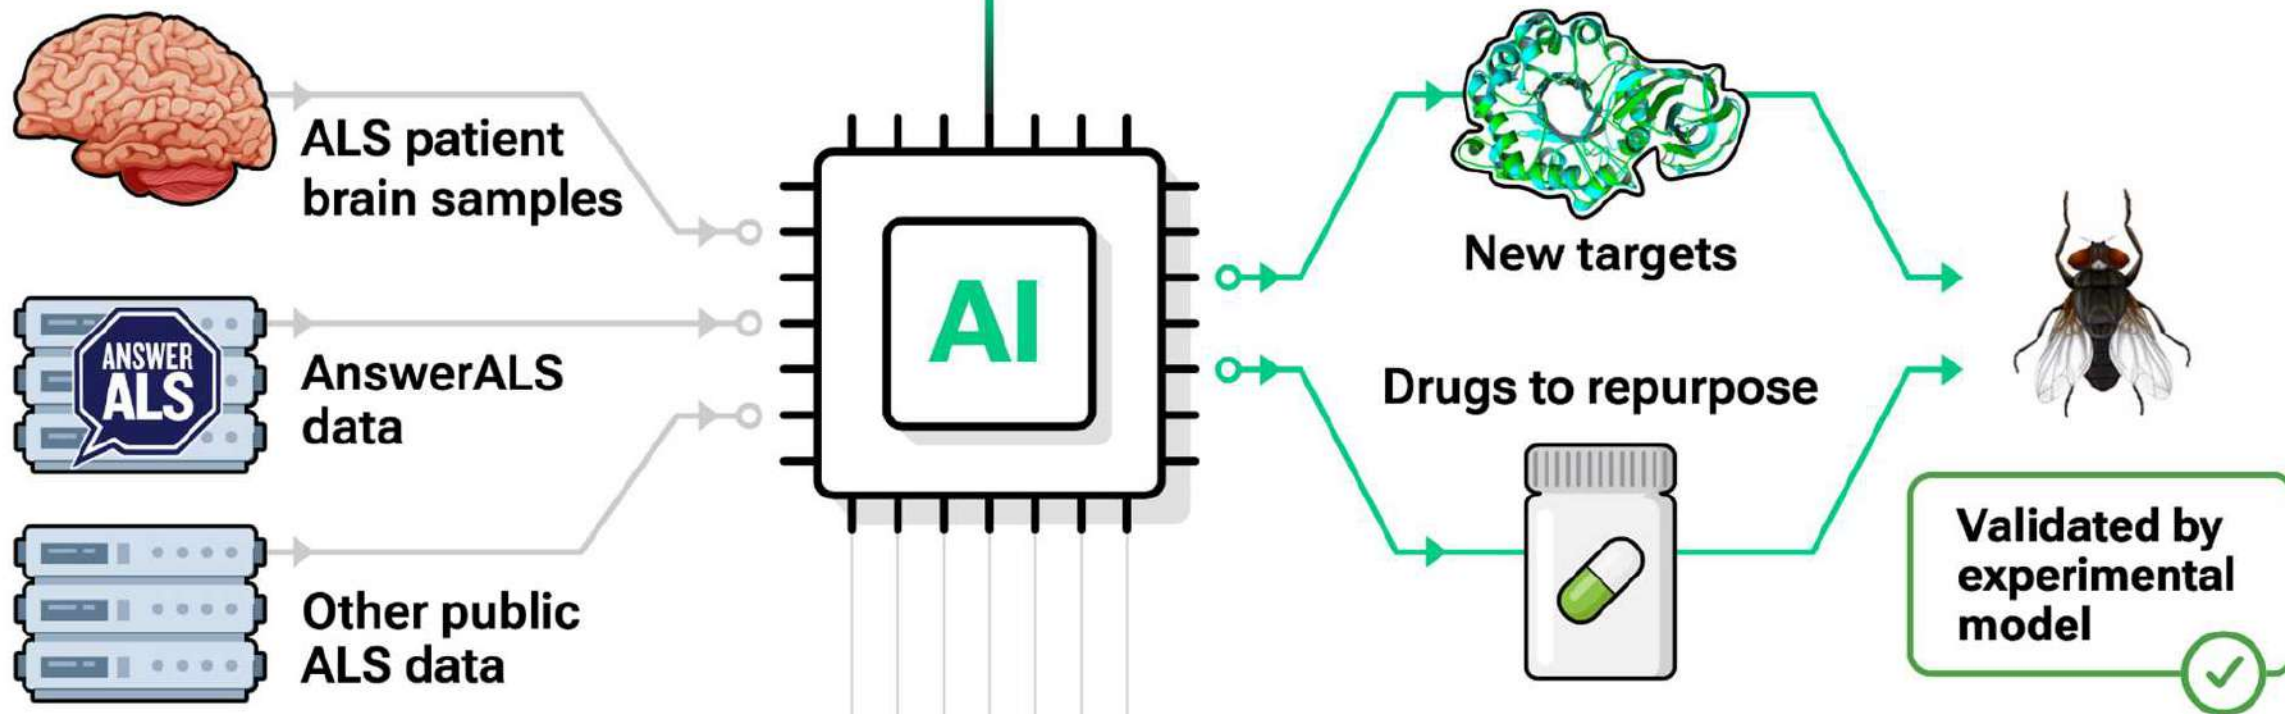 ALS patient
brain samples
ANSWER
ALS
AnswerALS
data
Other public
ALS data
AI
New targets
Drugs to repurpose
Validated by
experimental
model